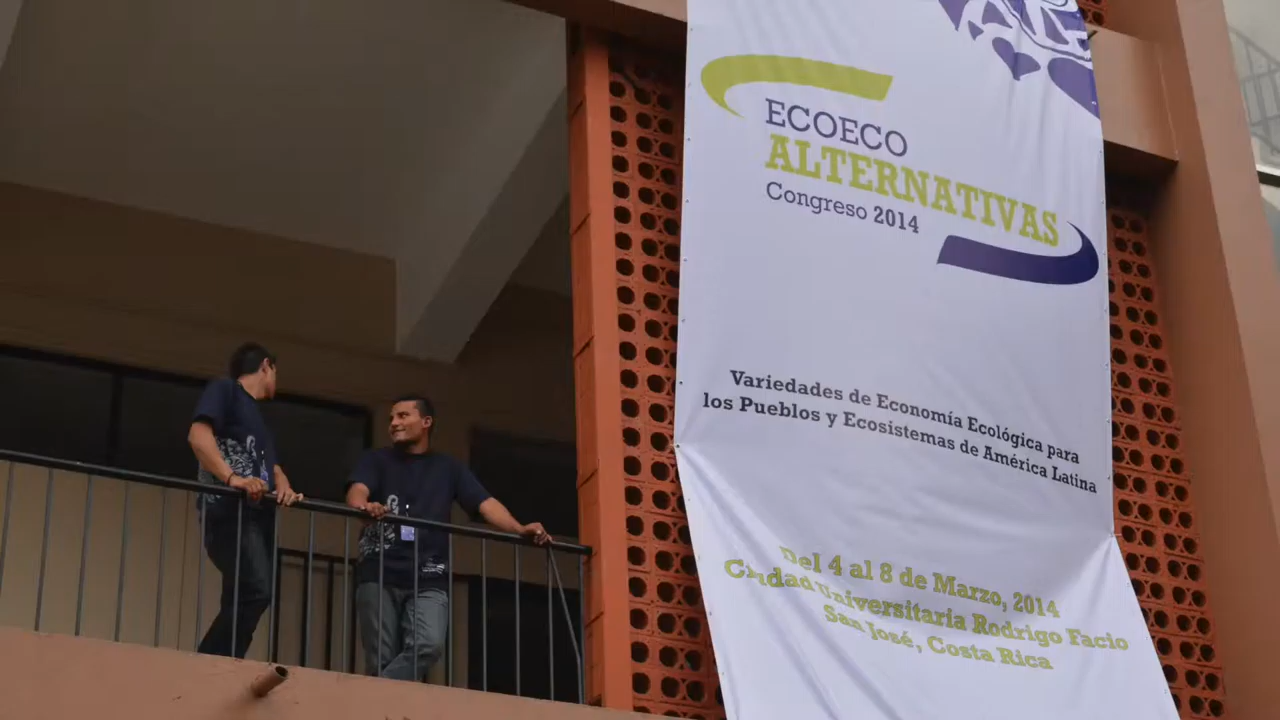 ECOECO
ALTERNATIVAS
Congreso 2014
Variedades de Economía Ecológica para
los Pueblos y Ecosistemas de América Latina
Del 4 al 8 de Marzo, 2014
Ciudad Universitaria Rodrigo Facio
San José, Costa Rica